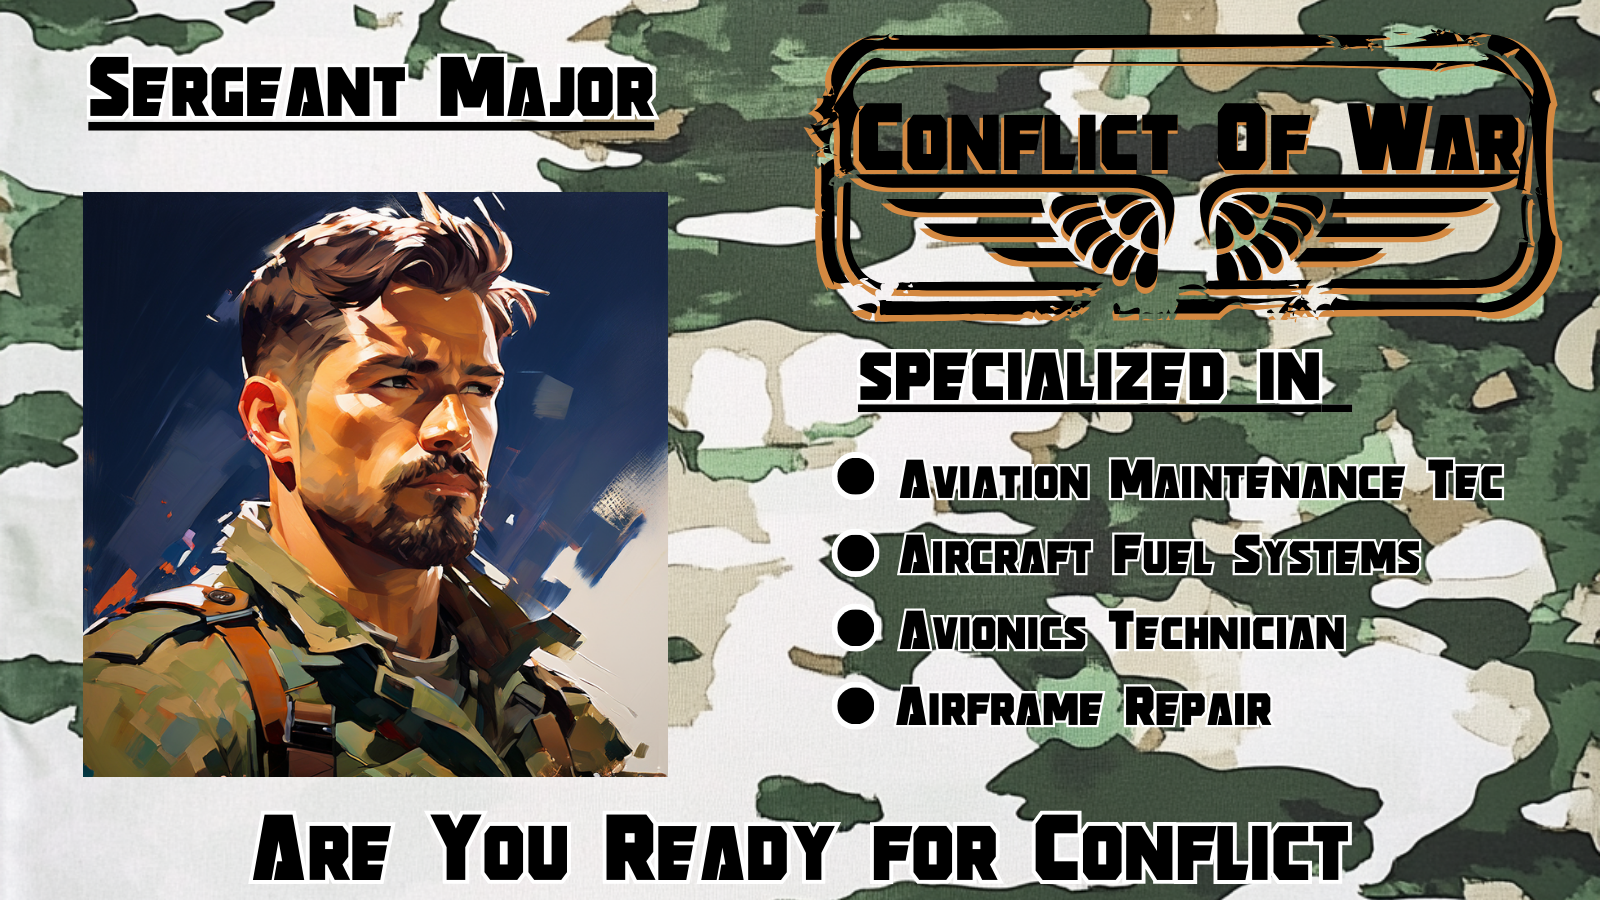 Sergeant Major
Conflict Of War
SPECIALIZED IN
Aviation Maintenance Tec
Aircraft Fuel Systems
Avionics Technician
Airframe Repair
Are You Ready for Conflict